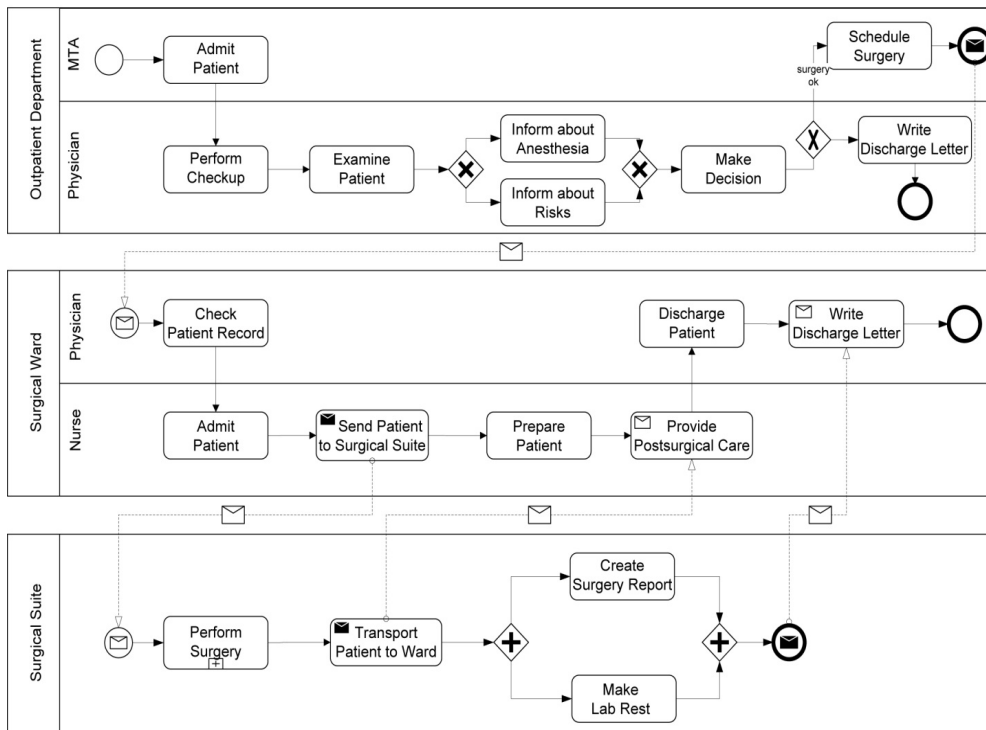 Outpatient Department
MTA
Admit
Patient
Schedule
Surgery
surgery
ok
Physician
Perform
Checkup
Examine
Patient
Inform about
Anesthesia
Inform about
Risks
Make
Decision
Write
Discharge Letter
Surgical Ward
Physician
Check
Patient Record
Discharge
Patient
Write
Discharge Letter
Nurse
Admit
Patient
Send Patient
to Surgical Suite
Prepare
Patient
Provide
Postsurgical Care
Surgical Suite
Perform
Surgery
Transport
Patient to Ward
Create
Surgery Report
Make
Lab Rest